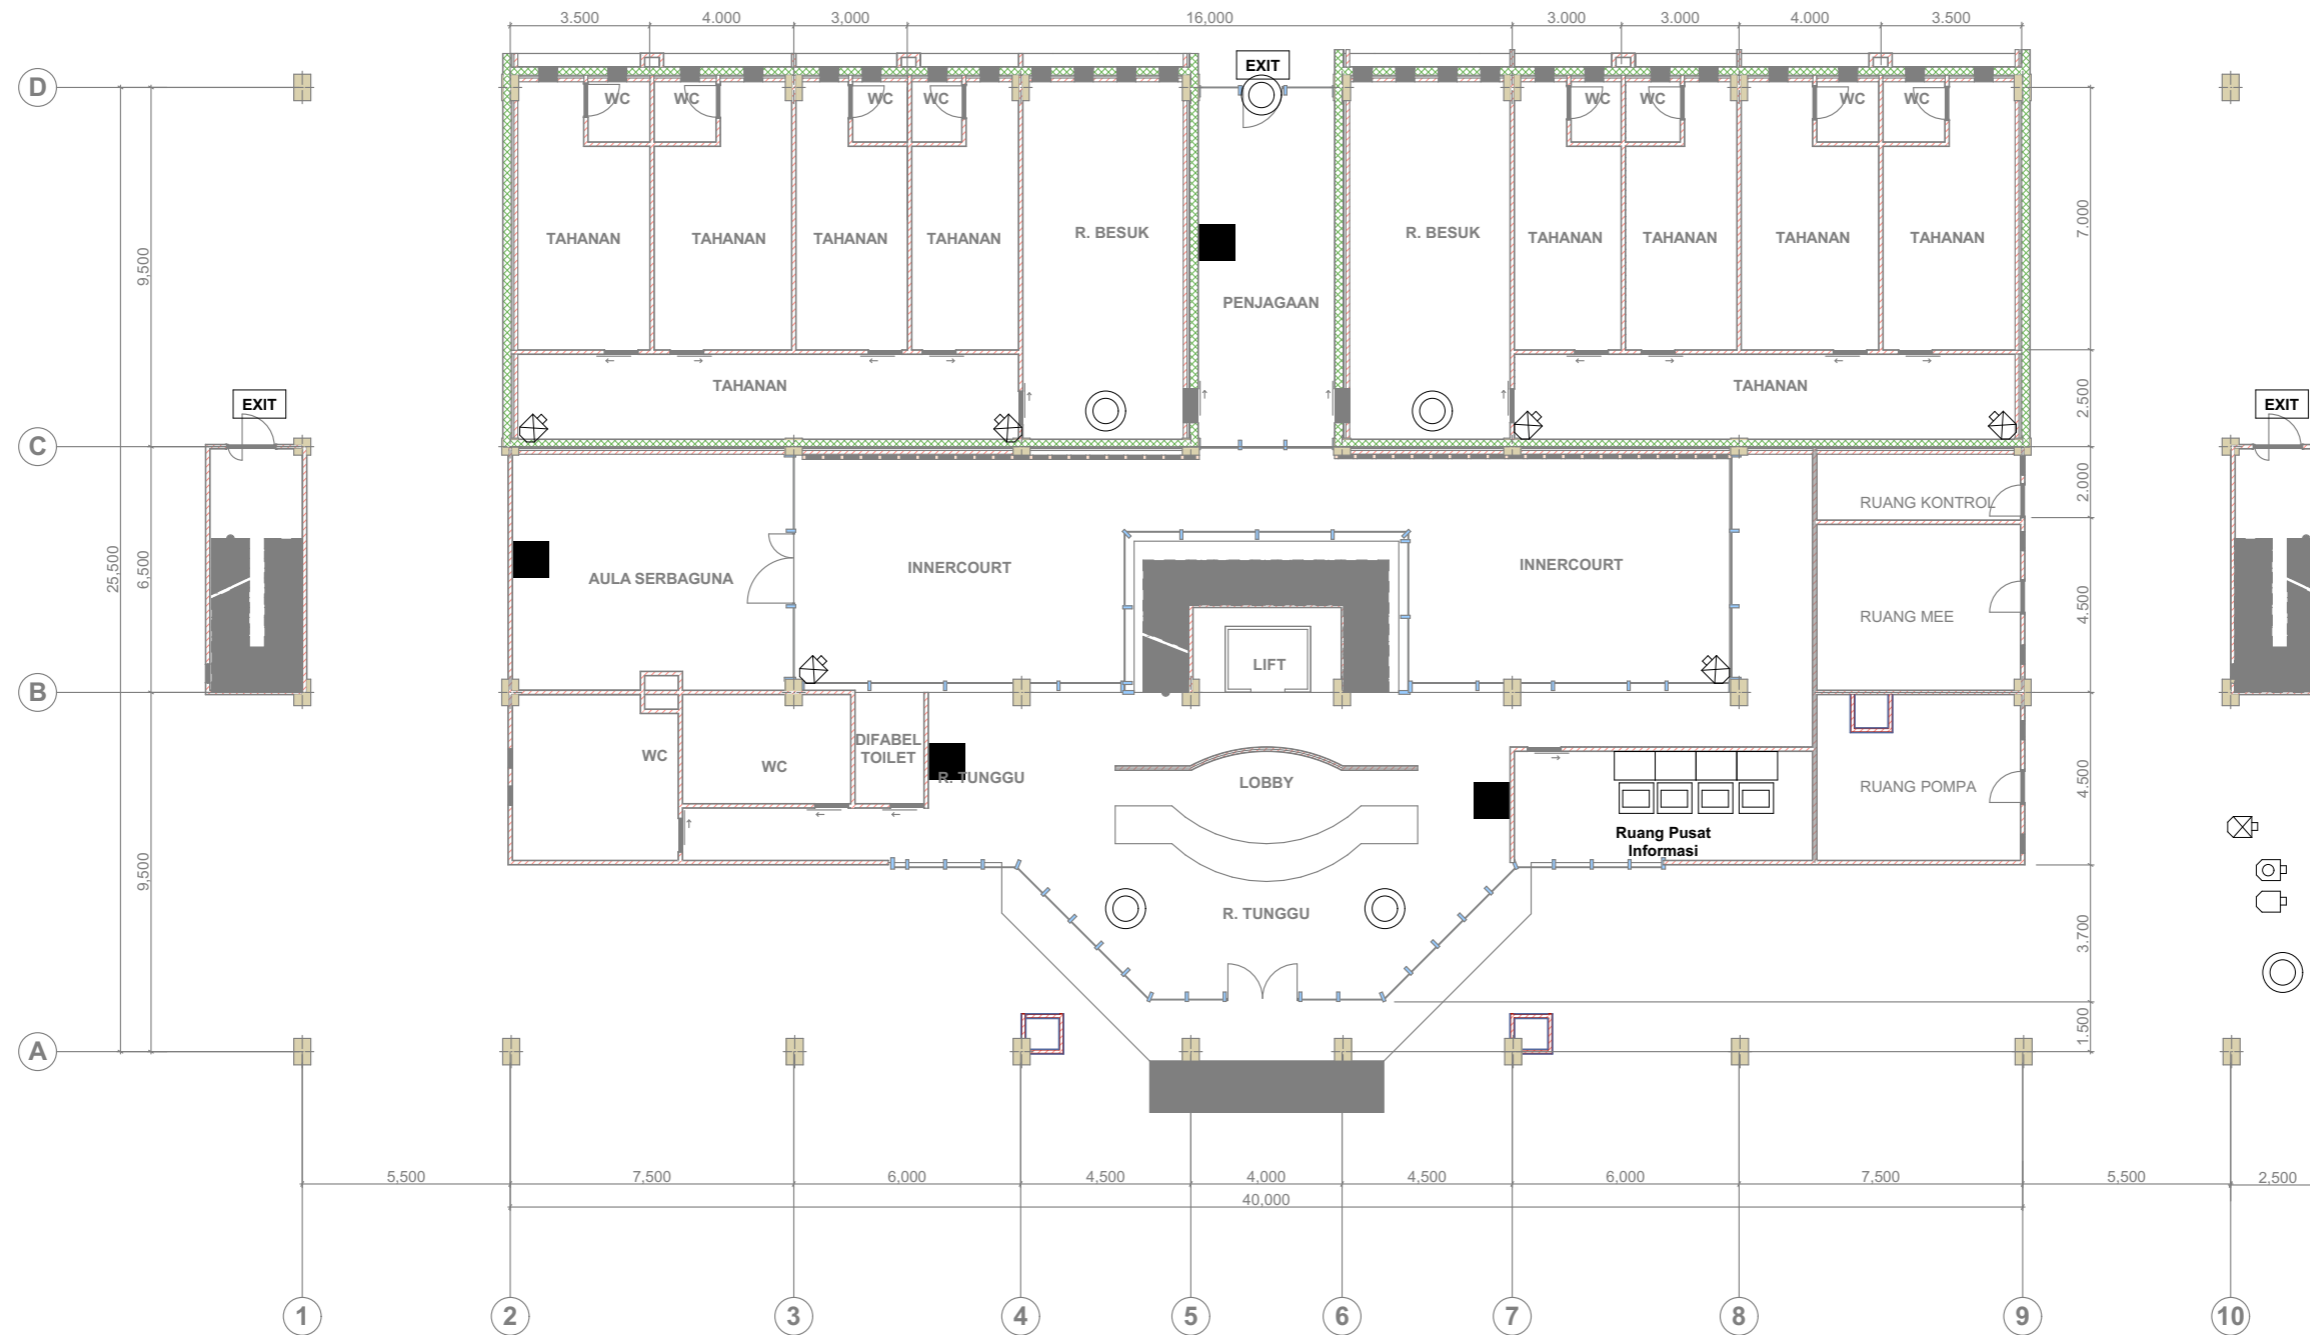 3.500
4.000
3,000
16,000
3.000
3.000
4.000
3.500
EXIT
D
WC
WC
WC
WC
WC
WC
WC
WC
TAHANAN
TAHANAN
TAHANAN
TAHANAN
R. BESUK
R. BESUK
TAHANAN
TAHANAN
TAHANAN
TAHANAN
7.000
9,500
PENJAGAAN
TAHANAN
TAHANAN
2.500
EXIT
EXIT
C
RUANG KONTROL
2.000
25,500
6,500
AULA SERBAGUNA
INNERCOURT
INNERCOURT
RUANG MEE
4.500
LIFT
B
WC
WC
DIFABEL
TOILET
R. TUNGGU
LOBBY
RUANG POMPA
4.500
Ruang Pusat
Informasi
9,500
R. TUNGGU
3.700
1.500
A
5,500
7,500
6,000
4,500
4,000
4,500
6,000
7,500
5,500
2,500
40,000
1
2
3
4
5
6
7
8
9
10